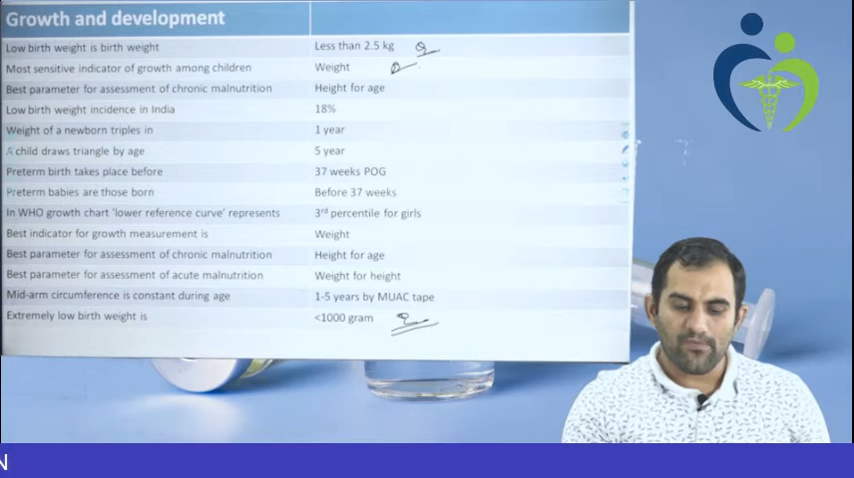 Growth and development
Low birth weight is birth weight Less than 2.5 kg
Most sensitive indicator of growth among children Weight
Best parameter for assessment of chronic malnutrition Height for age
Low birth weight incidence in India 18%
Weight of a newborn triples in 1 year
A child draws triangle by age 5 year
Preterm birth takes place before 37 weeks POG
Preterm babies are those born Before 37 weeks
In WHO growth chart 'lower reference curve' represents 3rd percentile for girls
Best indicator for growth measurement is Weight
Best parameter for assessment of chronic malnutrition Height for age
Best parameter for assessment of acute malnutrition Weight for height
Mid-arm circumference is constant during age 1-5 years by MUAC tape
Extremely low birth weight is <1000 gram
N